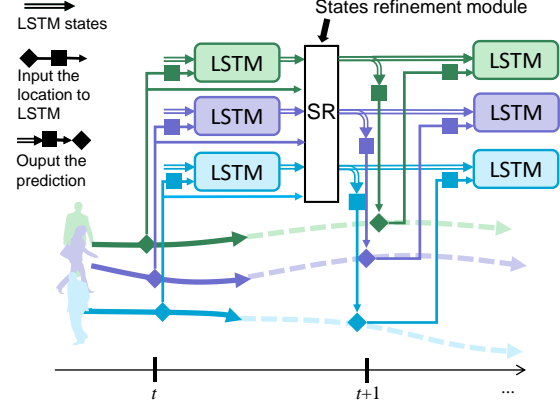 States refinement module
LSTM states
Input the
location to
LSTM
Ouput the
prediction
LSTM
LSTM
LSTM
SR
LSTM
LSTM
LSTM
t
t+1
...